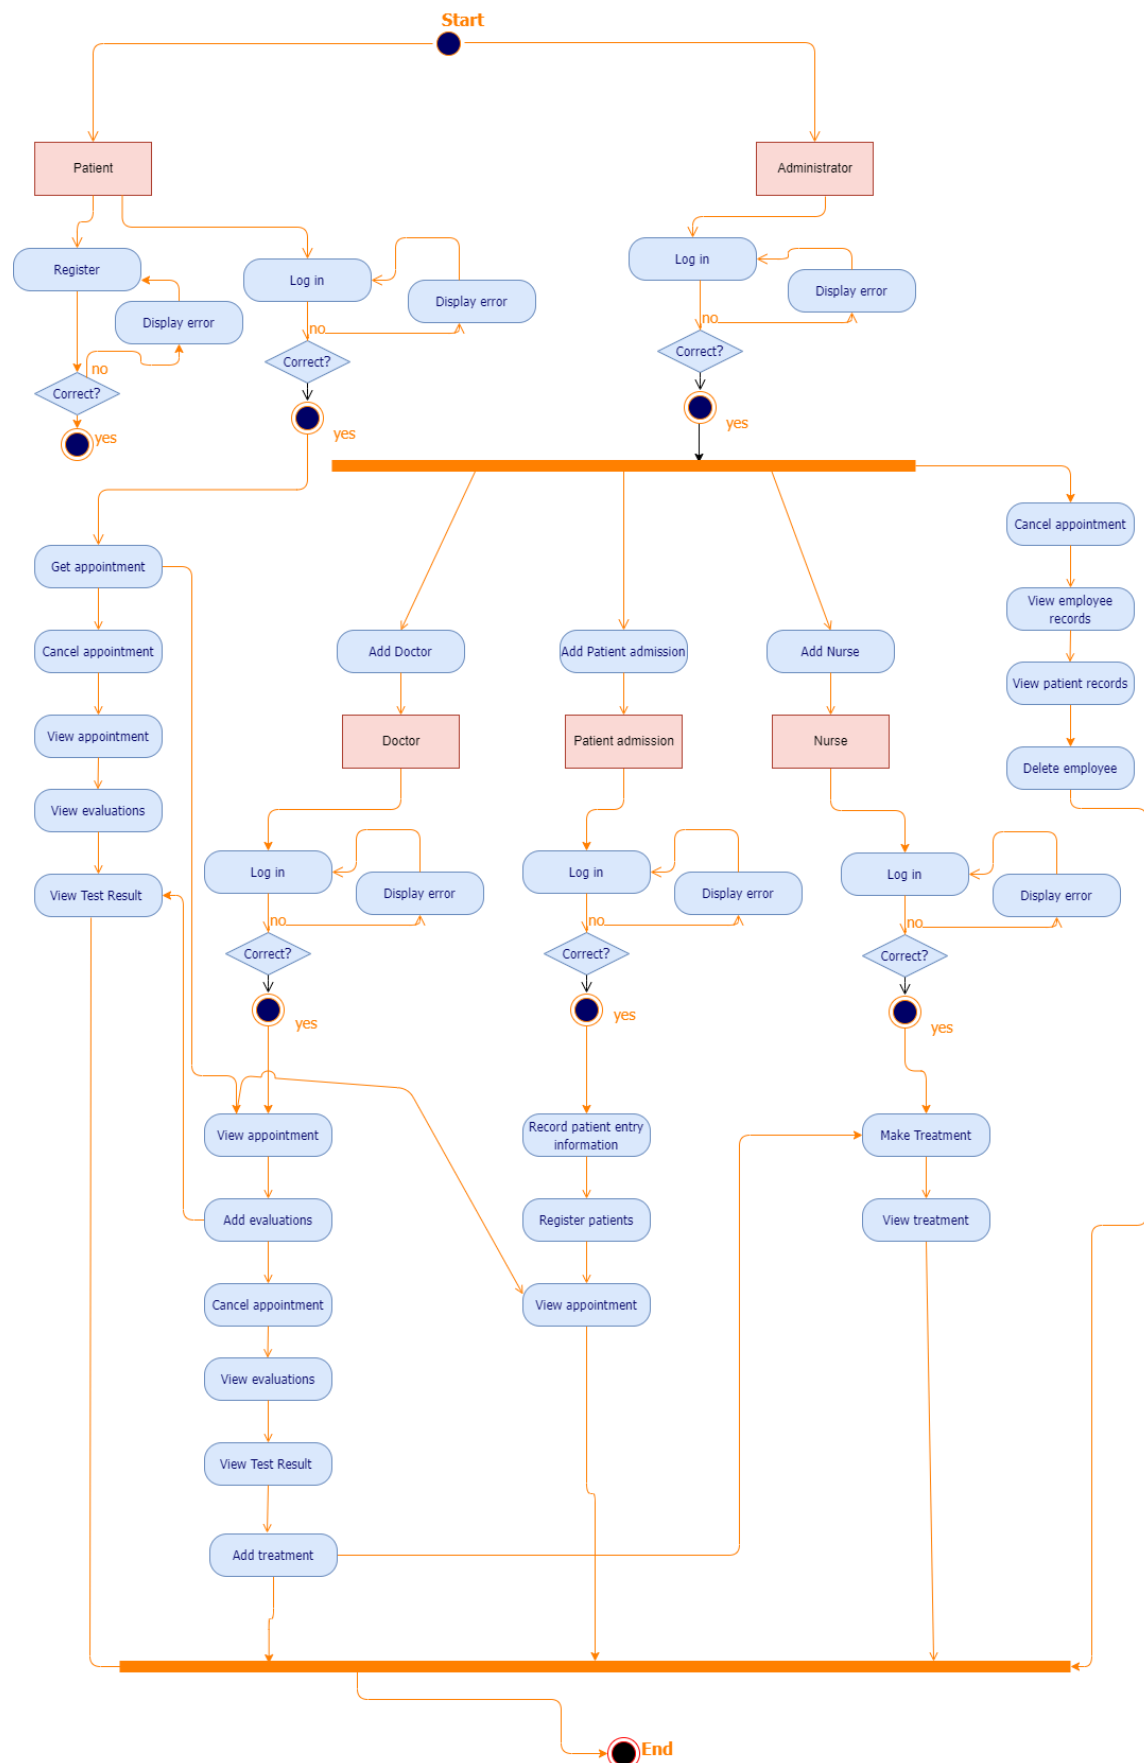 Start
Patient
Administrator
Register
Log in
Display error
Log in
Display error
Display error
no
no
Correct?
Correct?
no
Correct?
yes
yes
yes
Cancel appointment
Get appointment
View employee
records
Cancel appointment
Add Doctor
Add Patient admission
Add Nurse
View patient records
View appointment
Doctor
Patient admission
Nurse
Delete employee
View evaluations
Log in
Log in
Log in
View Test Result
Display error
Display error
Display error
no
no
no
Correct?
Correct?
Correct?
yes
yes
yes
View appointment
Record patient entry
information
Make Treatment
Add evaluations
Register patients
View treatment
Cancel appointment
View appointment
View evaluations
View Test Result
Add treatment
End